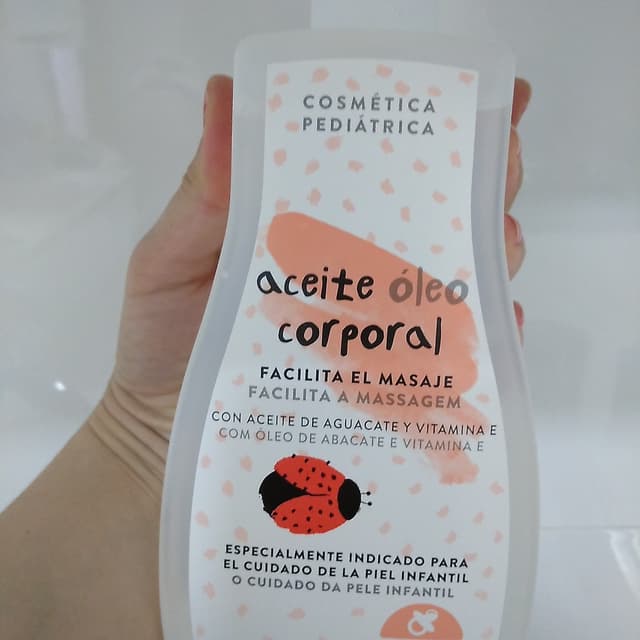 COSMÉTICA
PEDIÁTRICA
aceite óleo
corporal
FACILITA EL MASAJE
FACILITA A MASSAGEM
CON ACEITE DE AGUACATE Y VITAMINA E
COM ÓLEO DE ABACATE E VITAMINA E
ESPECIALMENTE INDICADO PARA
EL CUIDADO DE LA PIEL INFANTIL
O CUIDADO DA PELE INFANTIL